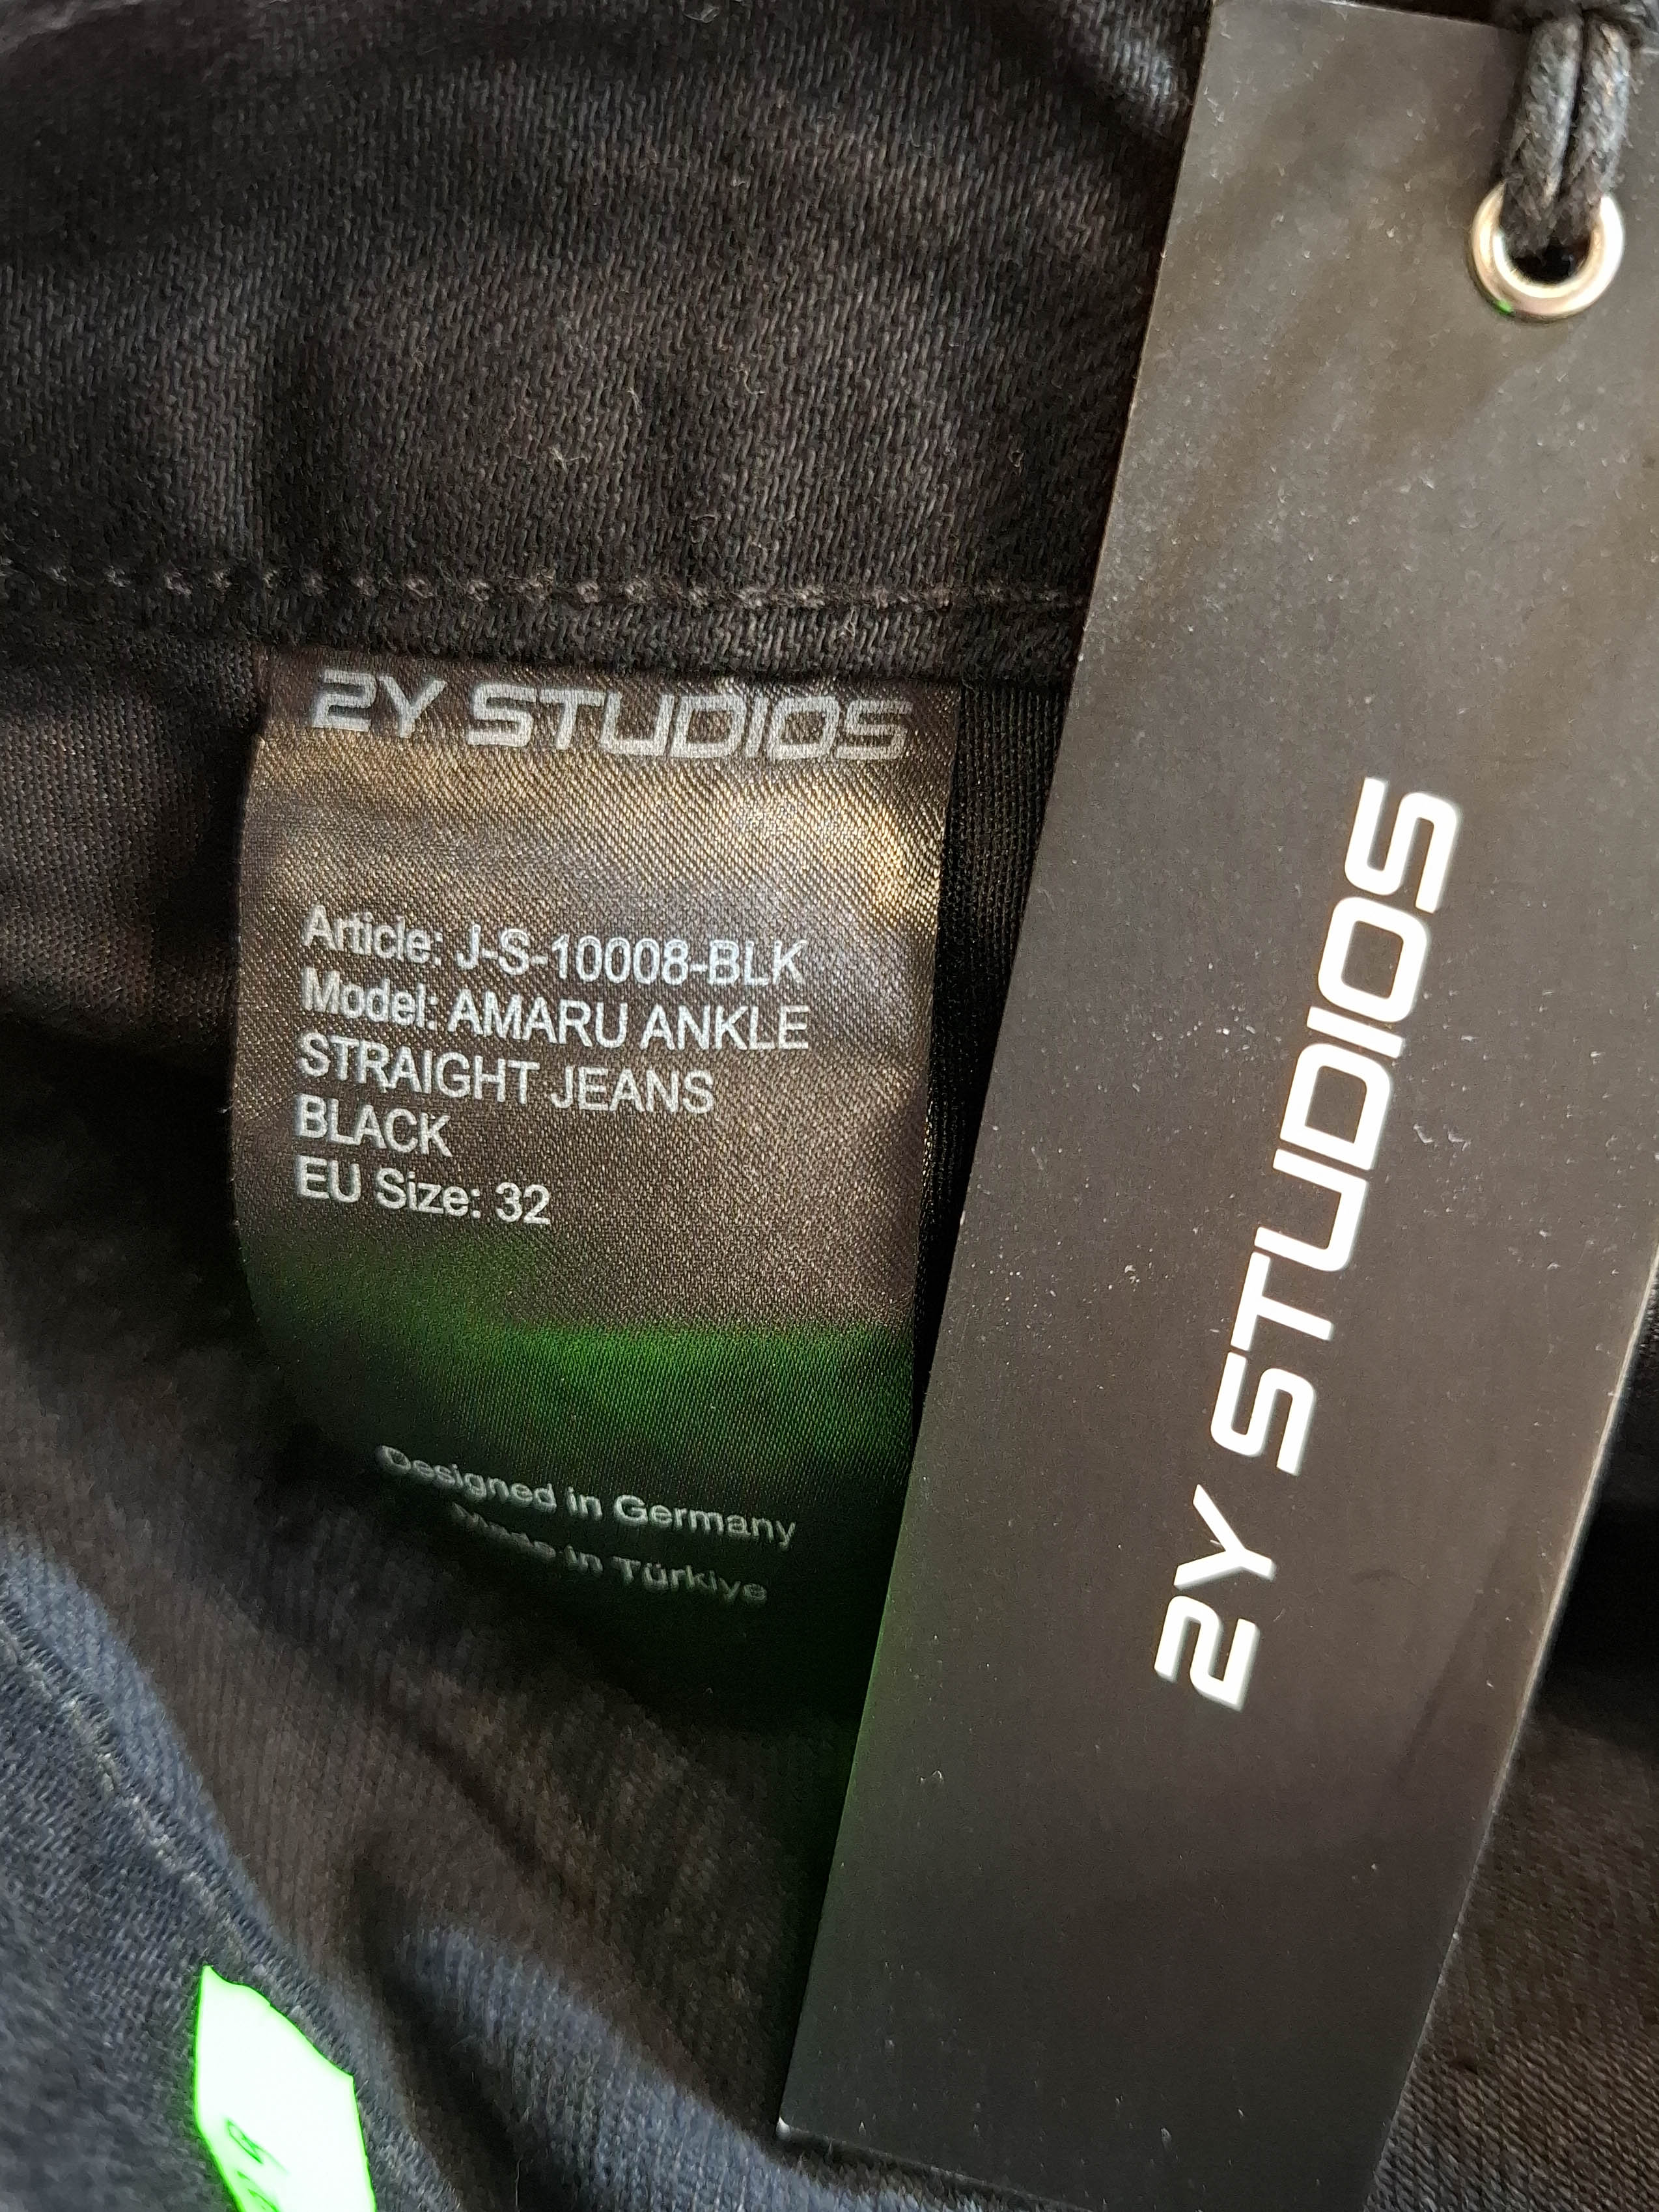 2Y STUDIOS
Article: J-S-10008-BLK
Model: AMARU ANKLE
STRAIGHT JEANS
BLACK
EU Size: 32
Designed in Germany
Made in Türkiye
2Y STUDIOS